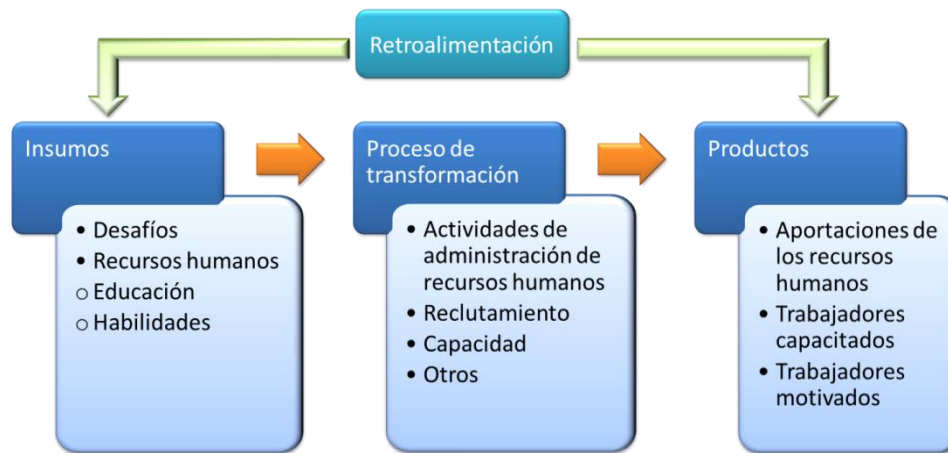 Retroalimentación
Insumos
• Desafíos
• Recursos humanos
o Educación
o Habilidades
Proceso de
transformación
• Actividades de
administración de
recursos humanos
• Reclutamiento
• Capacidad
• Otros
Productos
• Aportaciones de
los recursos
humanos
• Trabajadores
capacitados
• Trabajadores
motivados